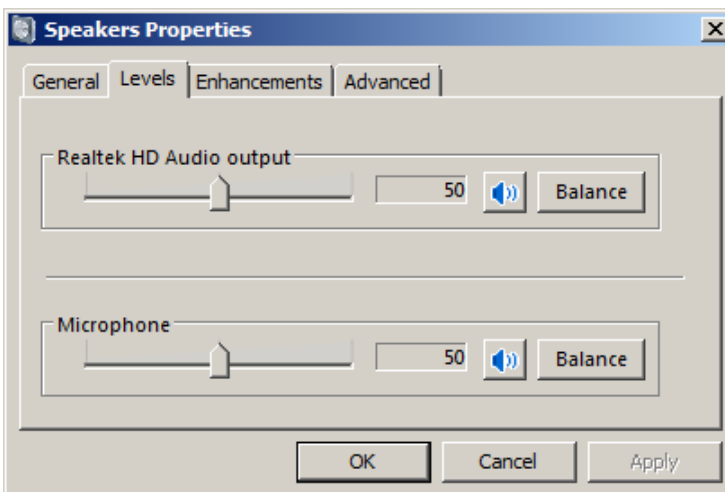 Speakers Properties
General Levels Enhancements Advanced
Realtek HD Audio output
50 Balance
Microphone
50 Balance
OK Cancel Apply